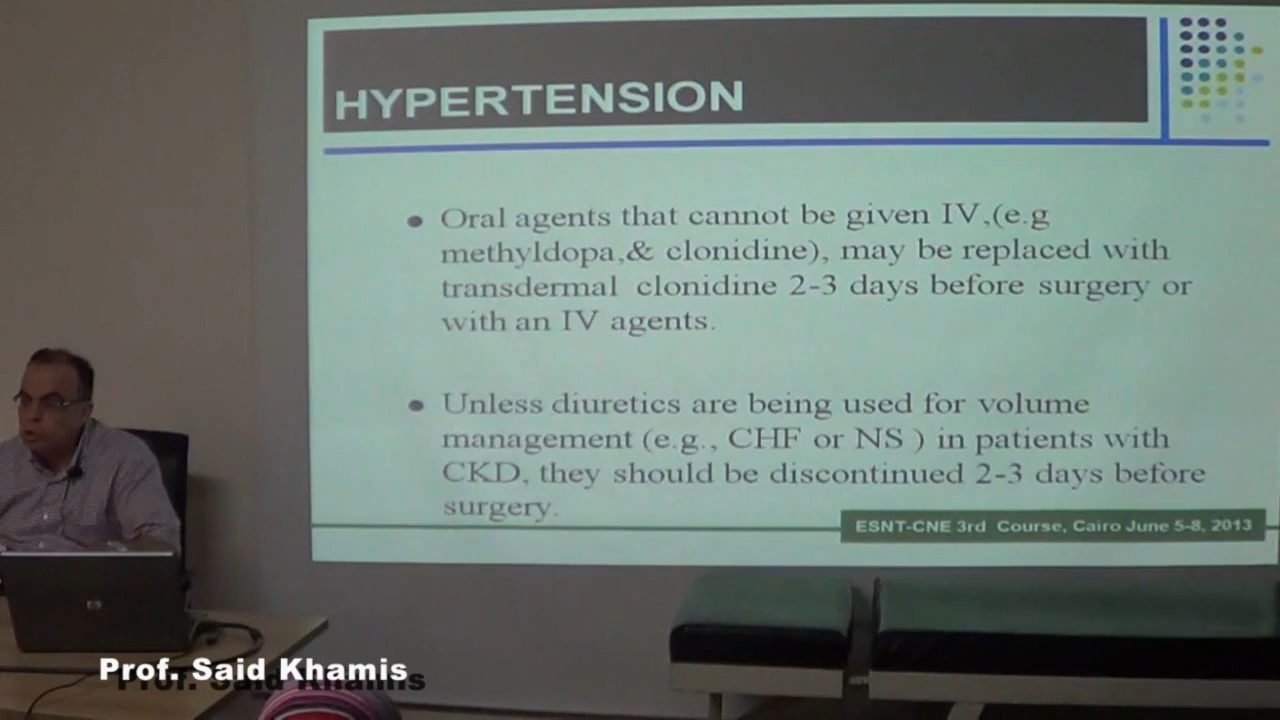 HYPERTENSION
Oral agents that cannot be given IV,(e.g
methyldopa,& clonidine), may be replaced with
transdermal clonidine 2-3 days before surgery or
with an IV agents.
Unless diuretics are being used for volume
management (e.g., CHF or NS ) in patients with
CKD, they should be discontinued 2-3 days before
surgery.
ESNT-CNE 3rd Course, Cairo June 5-8, 2013
hp
Prof. Said Khamis